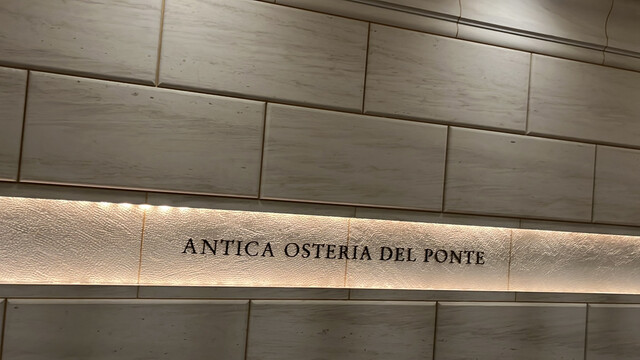 ANTICA OSTERIA DEL PONTE